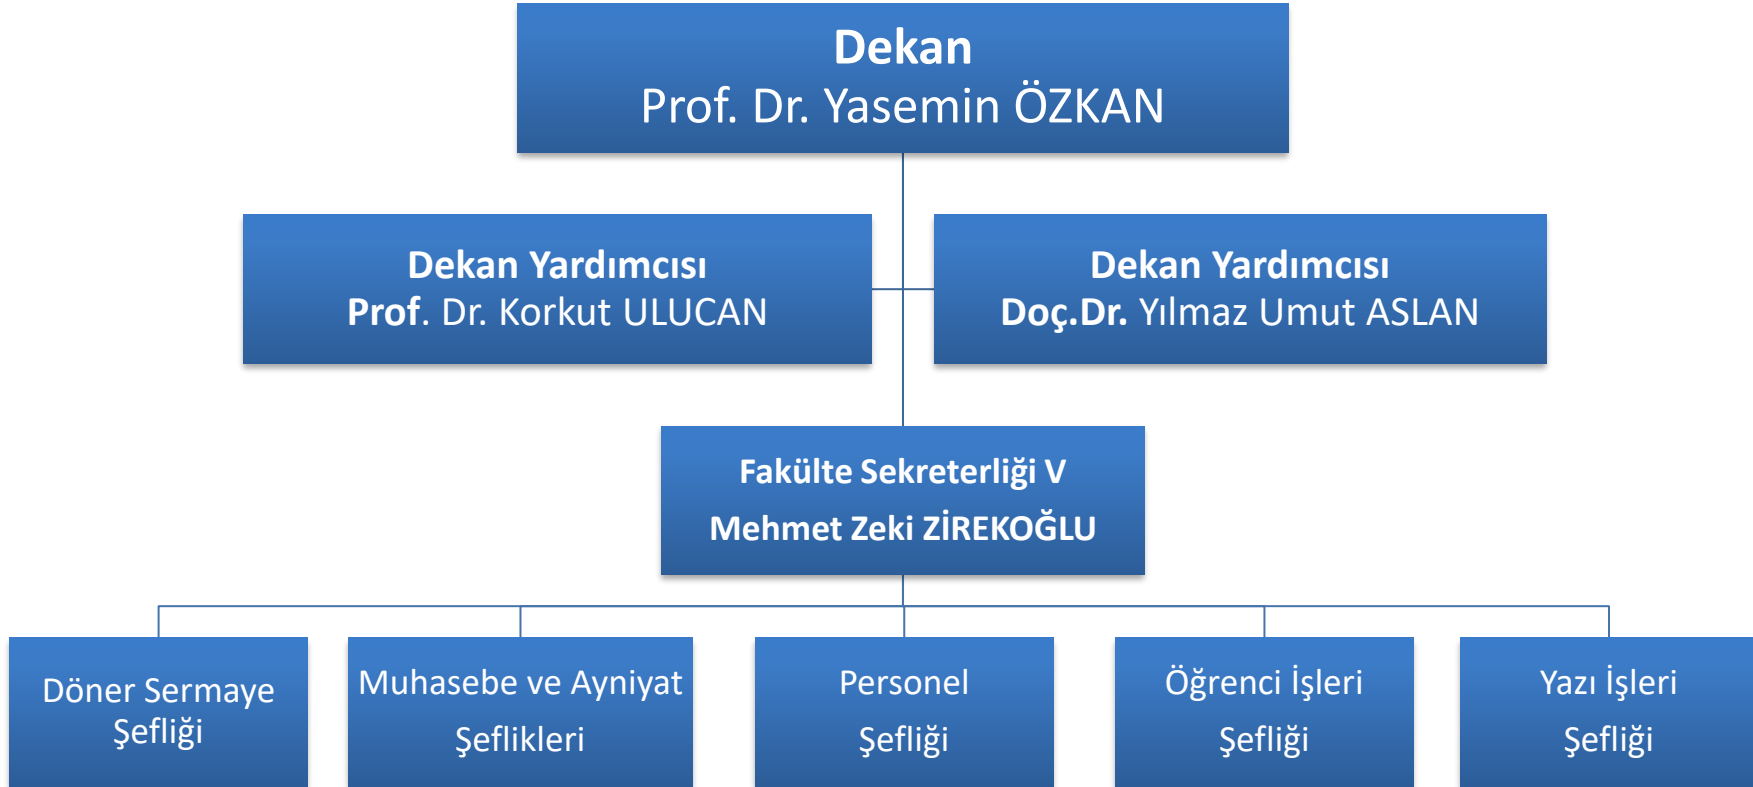 Dekan
Prof. Dr. Yasemin ÖZKAN
Dekan Yardımcısı
Prof. Dr. Korkut ULUCAN
Dekan Yardımcısı
Doç.Dr. Yılmaz Umut ASLAN
Fakülte Sekreterliği V
Mehmet Zeki ZİREKOĞLU
Döner Sermaye
Şefliği
Muhasebe ve Ayniyat
Şeflikleri
Personel
Şefliği
Öğrenci İşleri
Şefliği
Yazı İşleri
Şefliği